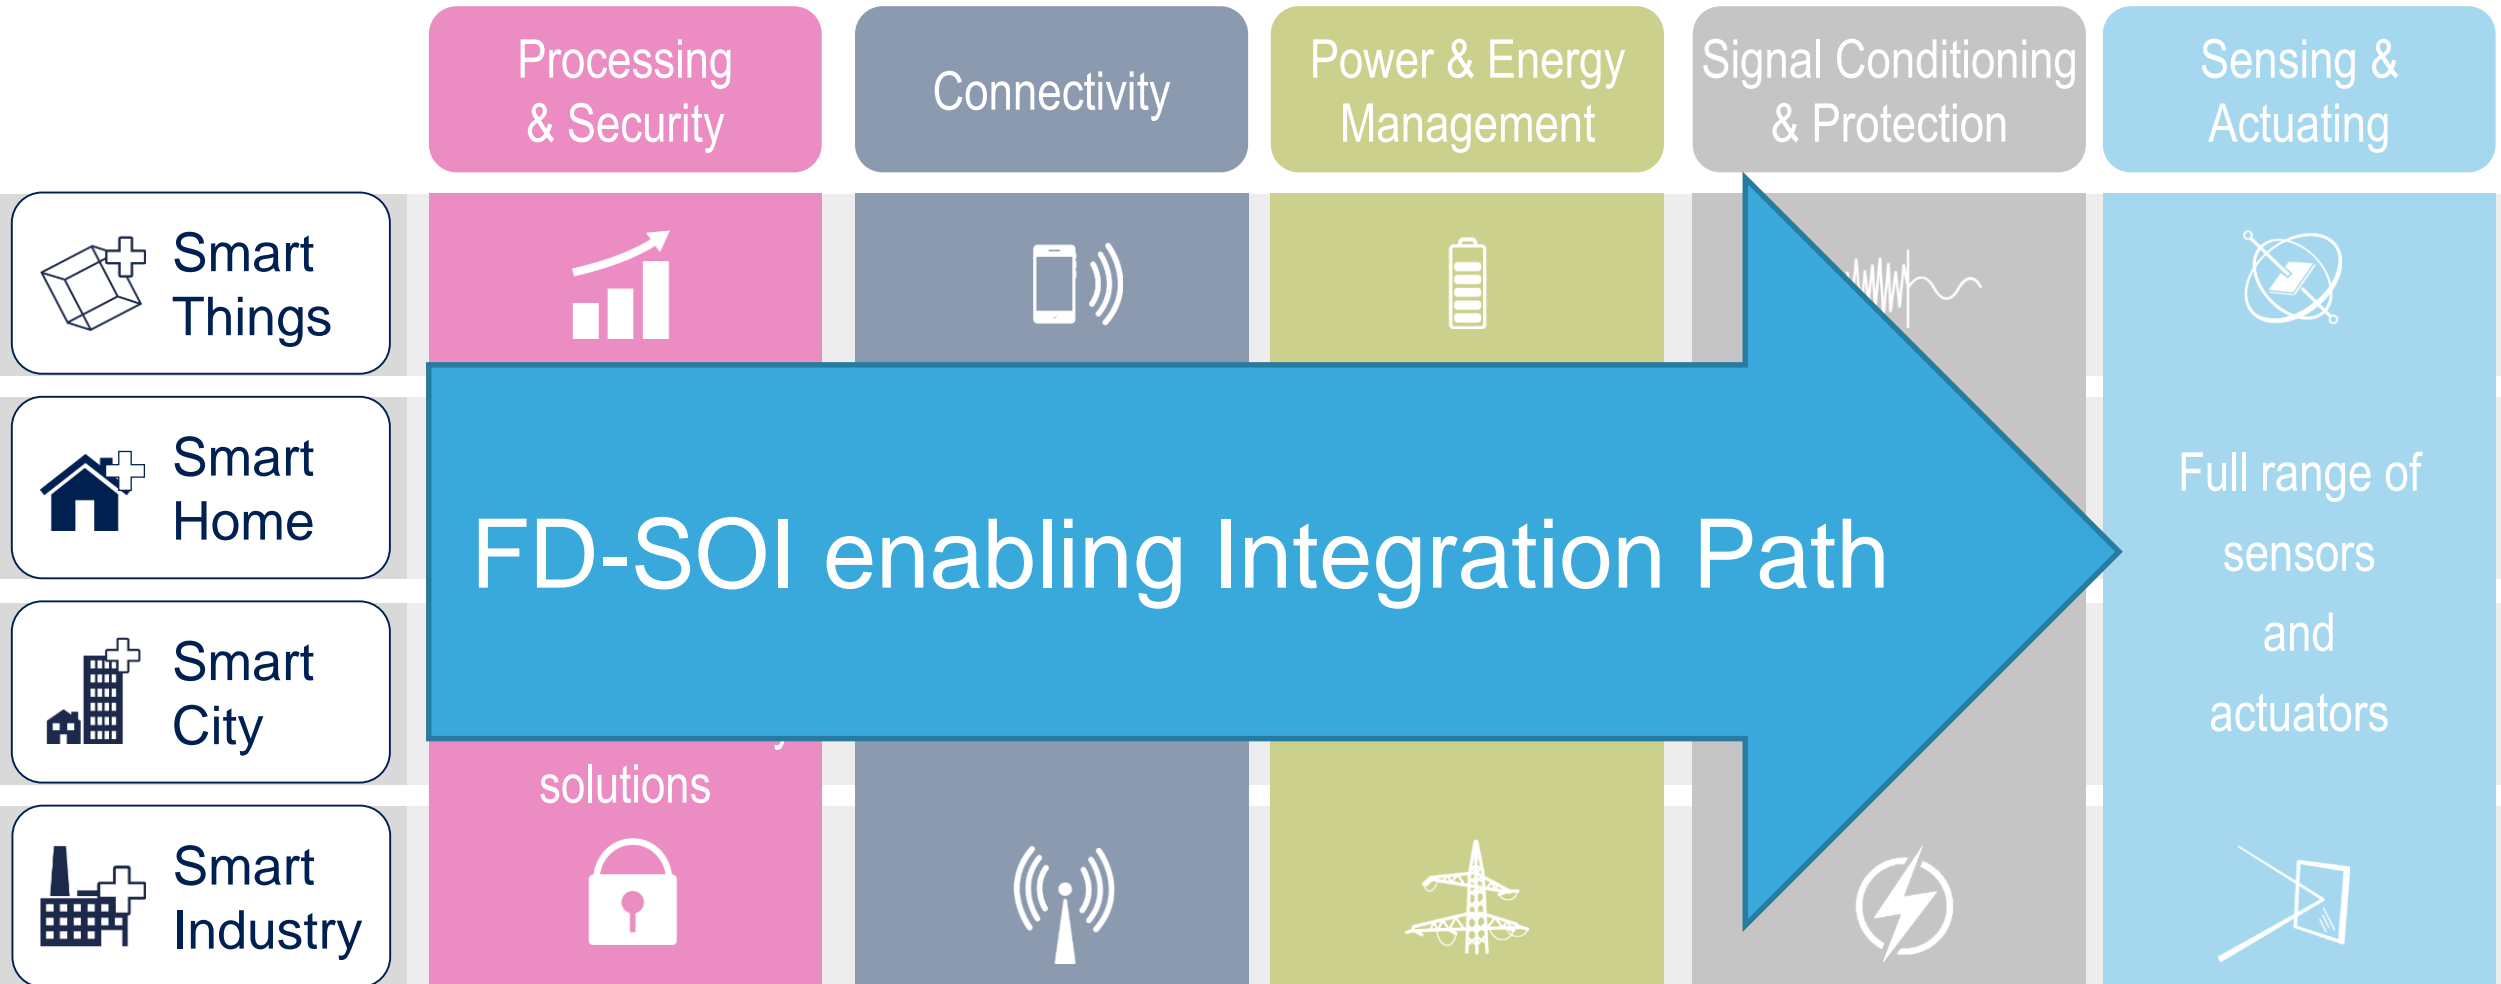 Processing
& Security
Connectivity
Power & Energy
Management
Signal Conditioning
& Protection
Sensing &
Actuating
Smart
Things
Smart
Home
Smart
City
Smart
Industry
FD-SOI enabling Integration Path
solutions
Full range of
sensors
and
actuators